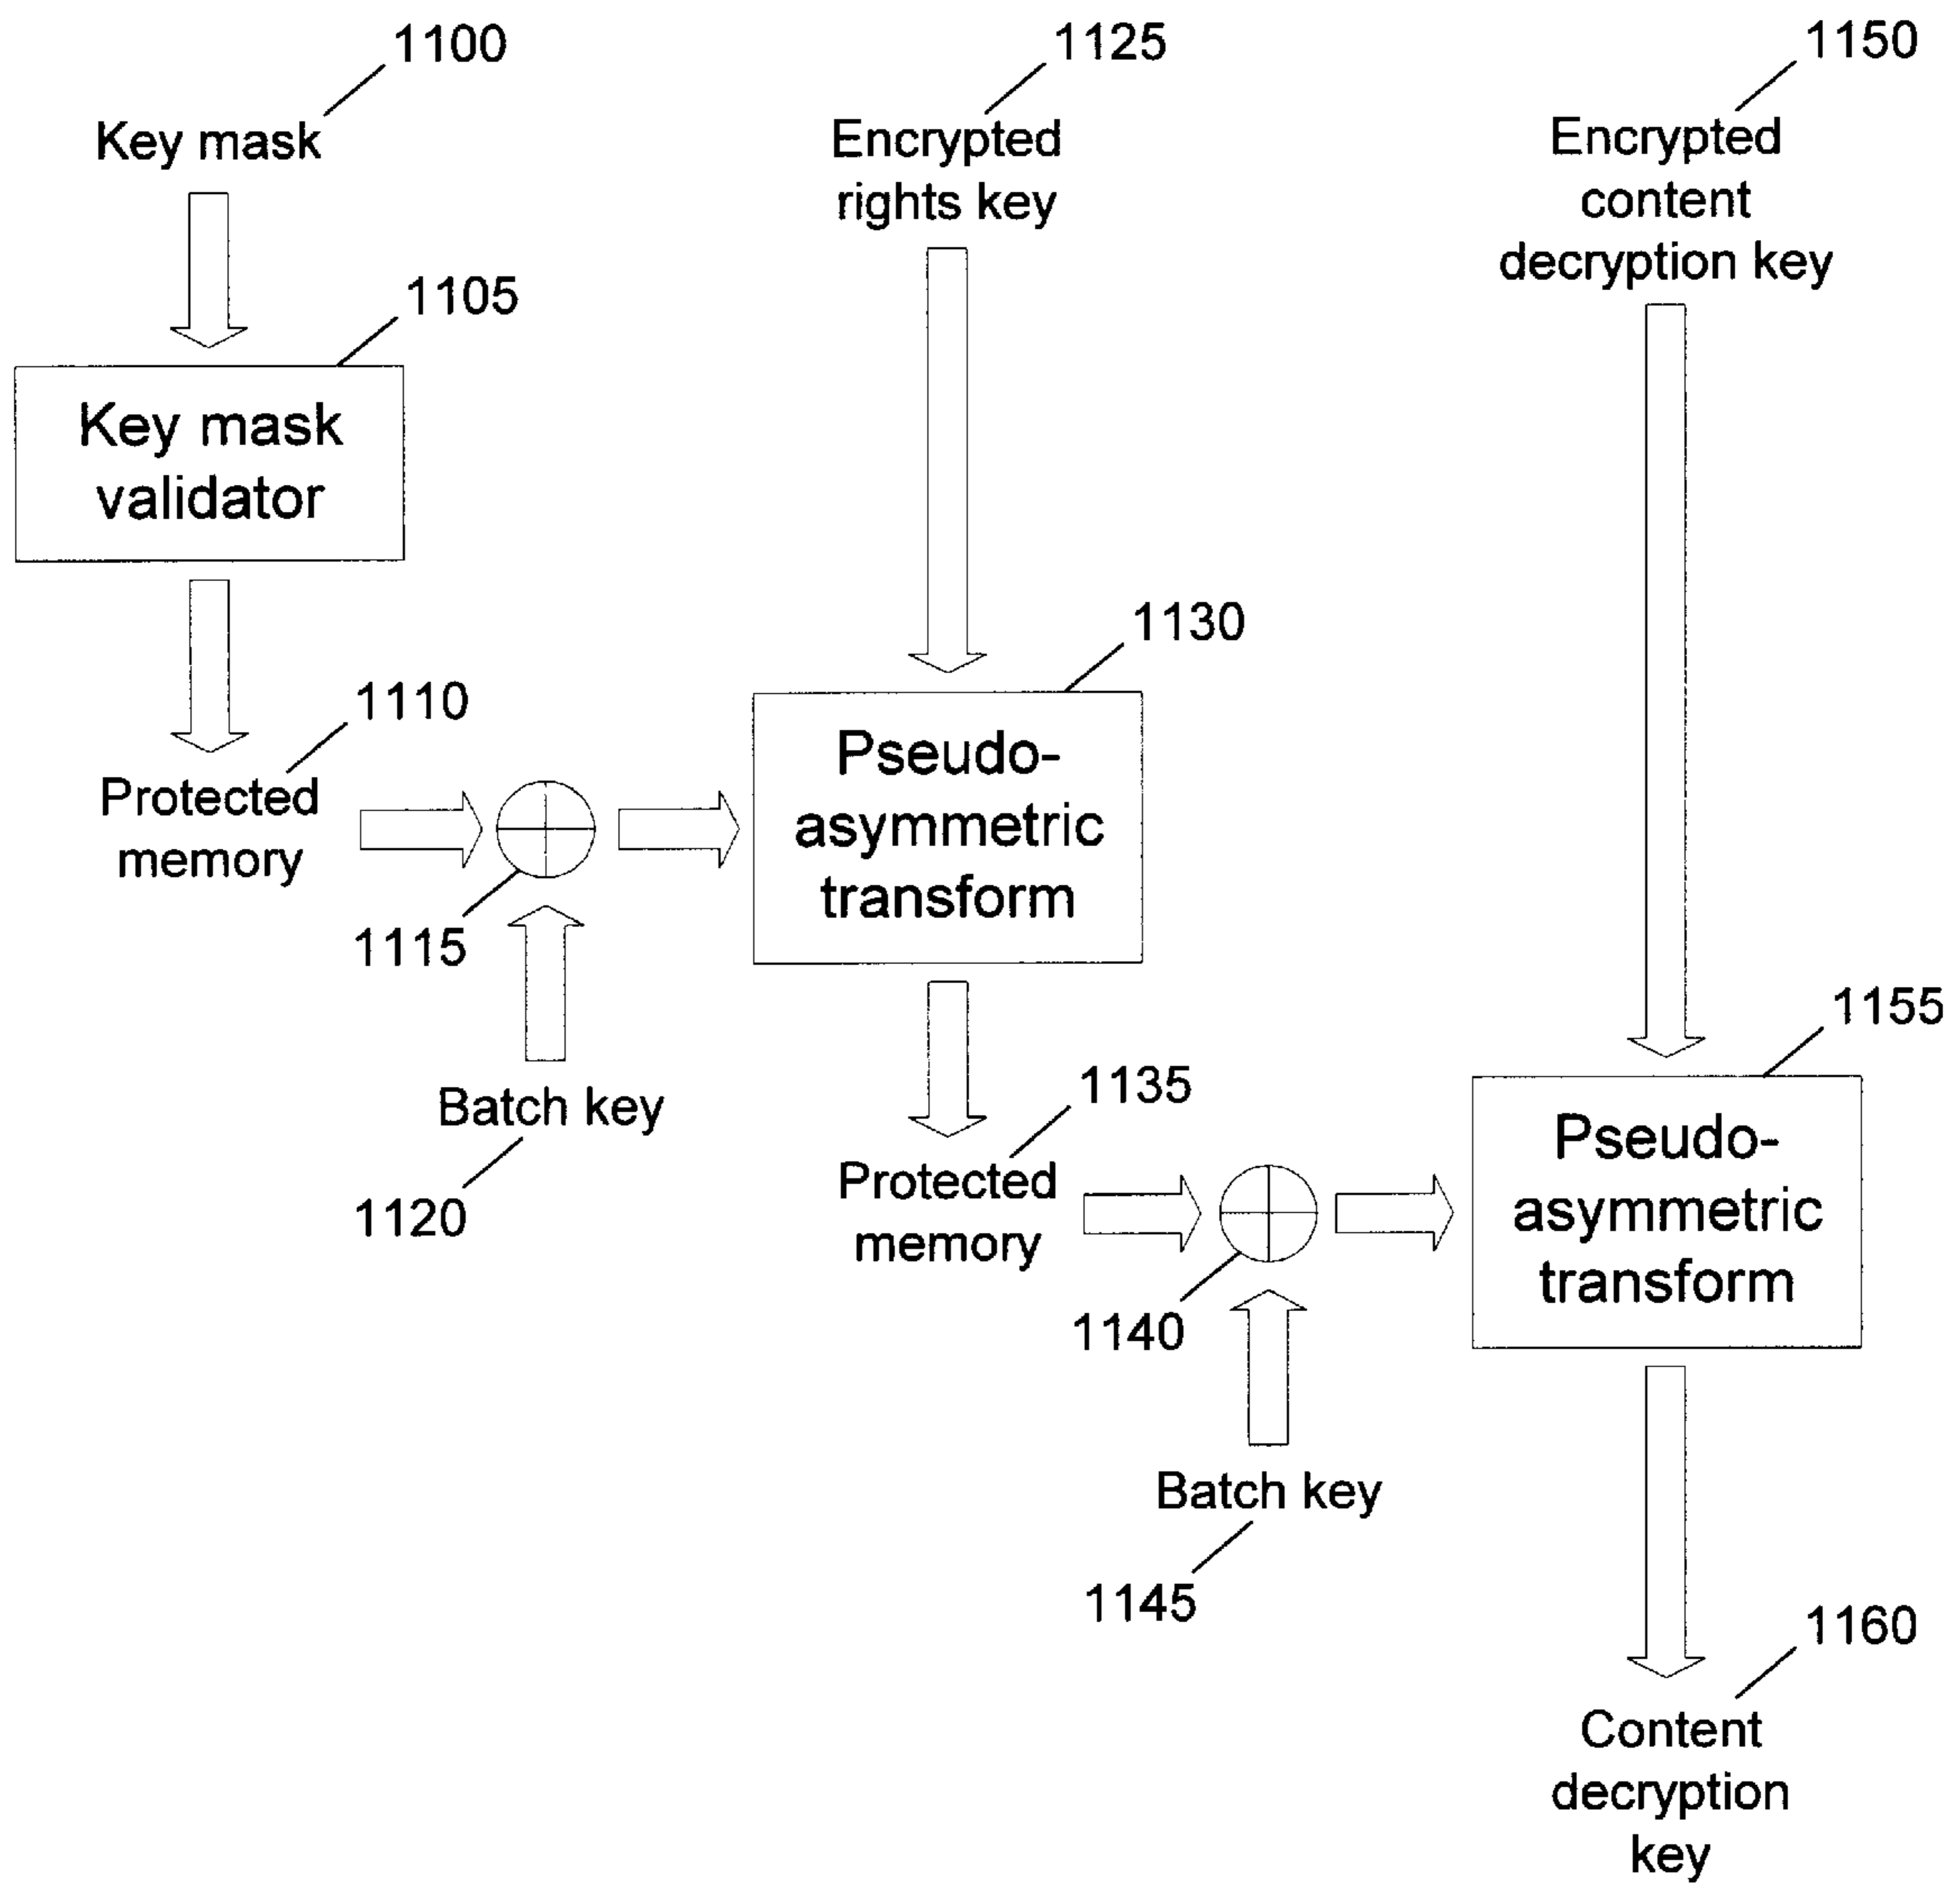 1100
Key mask
1105
Key mask
validator
1110
Protected
memory
1115
Batch key
1120
1125
Encrypted
rights key
1130
Pseudo-
asymmetric
transform
1135
Protected
memory
1140
Batch key
1145
1150
Encrypted
content
decryption key
1155
Pseudo-
asymmetric
transform
1160
Content
decryption
key